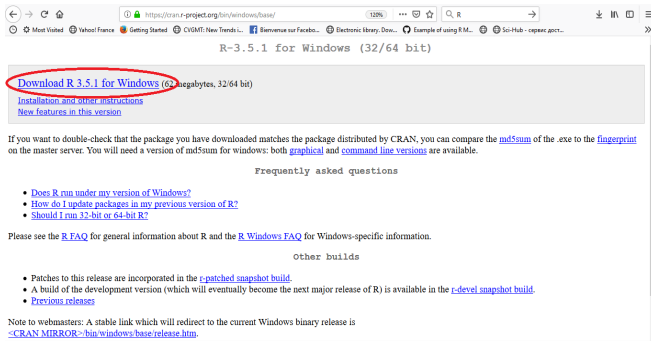 https://cran.r-project.org/bin/windows/base/
120%
R
Most Visited Yahoo! France Getting Started CVGMT: New Trends i... Bienvenue sur Facebo... Electronic library. Dow... Example of using R M... Sci-Hub - сервис дост...
R-3.5.1 for Windows (32/64 bit)
Download R 3.5.1 for Windows (62 megabytes, 32/64 bit)
Installation and other instructions
New features in this version
If you want to double-check that the package you have downloaded matches the package distributed by CRAN, you can compare the md5sum of the .exe to the fingerprint
on the master server. You will need a version of md5sum for windows: both graphical and command line versions are available.
Frequently asked questions
Does R run under my version of Windows?
How do I update packages in my previous version of R?
Should I run 32-bit or 64-bit R?
Please see the R FAQ for general information about R and the R Windows FAQ for Windows-specific information.
Other builds
Patches to this release are incorporated in the r-patched snapshot build.
A build of the development version (which will eventually become the next major release of R) is available in the r-devel snapshot build.
Previous releases
Note to webmasters: A stable link which will redirect to the current Windows binary release is
<CRAN MIRROR>/bin/windows/base/release.htm.